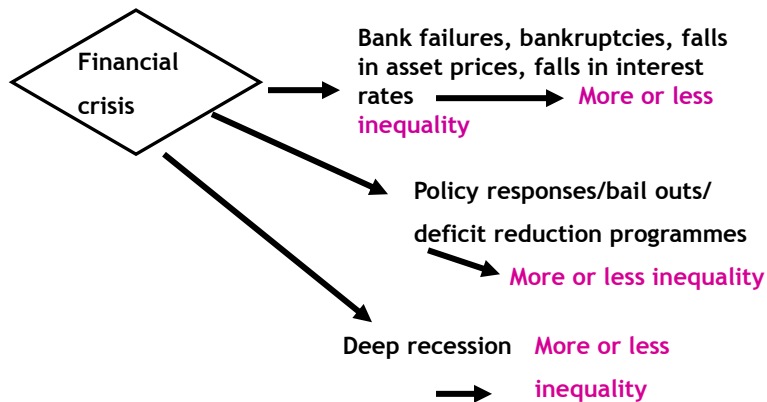 Financial
crisis
Bank failures, bankruptcies, falls
in asset prices, falls in interest
rates More or less
inequality
Policy responses/bail outs/
deficit reduction programmes
More or less inequality
Deep recession More or less
inequality